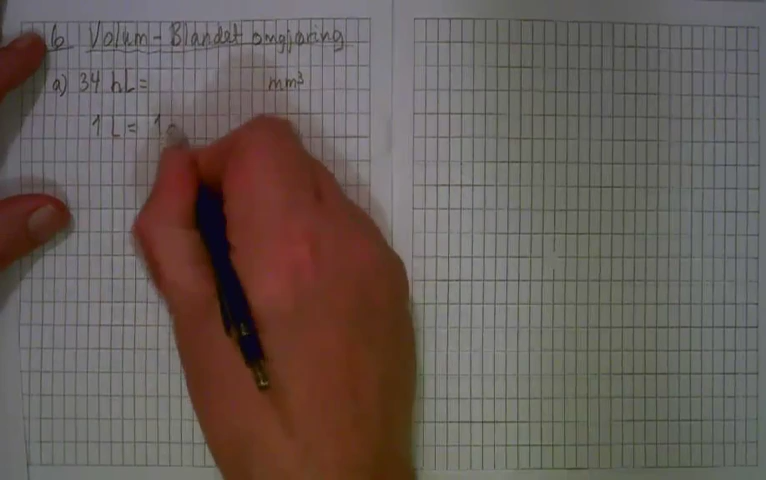 6 Volum - Blandet omgjøring
a) 34 hL = mm³
1 L = 1